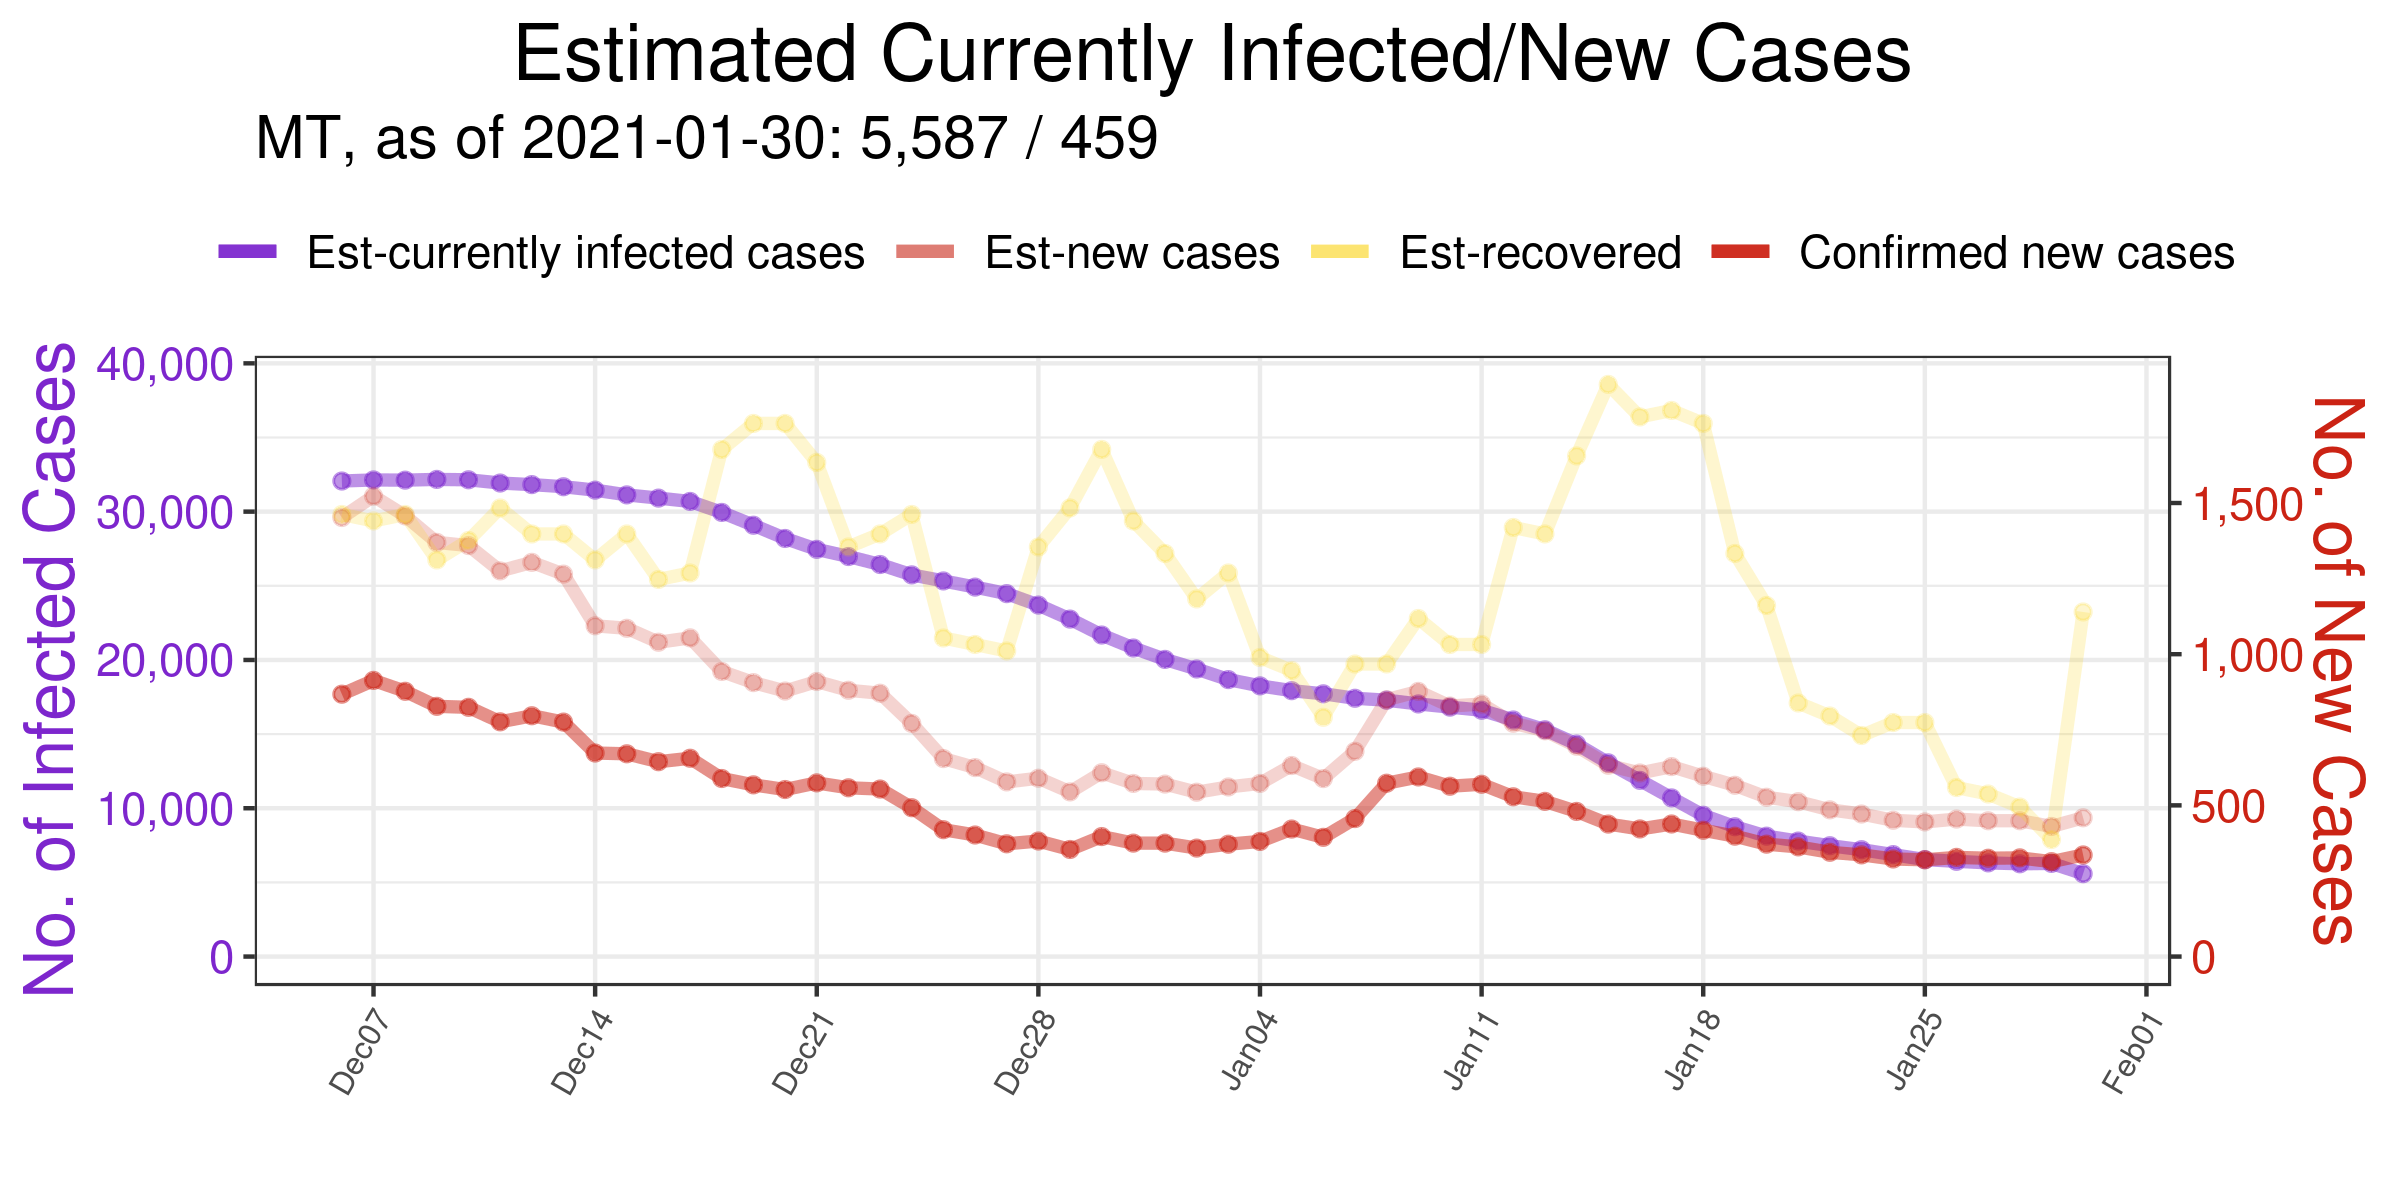 Estimated Currently Infected/New Cases
MT, as of 2021-01-30: 5,587 / 459
Est-currently infected cases Est-new cases Est-recovered Confirmed new cases
No. of Infected Cases
40,000
30,000
20,000
10,000
0
1,500
1,000
500
0
No. of New Cases
Dec07 Dec14 Dec21 Dec28 Jan04 Jan11 Jan18 Jan25 Feb01